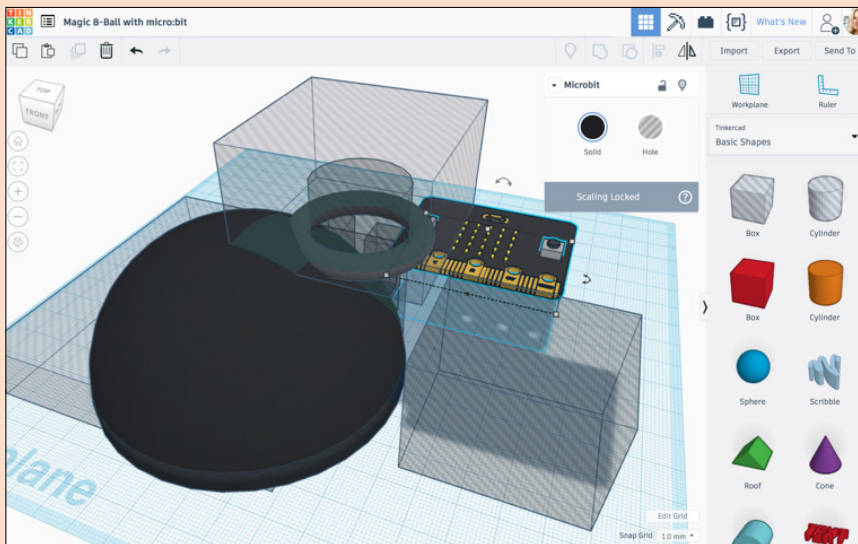 TIN
KER
CAD
Magic 8-Ball with micro:bit
What's New
Import
Export
Send To
TOP
FRONT
Microbit
Solid
Hole
Scaling Locked
?
Workplane
Ruler
Tinkercad
Basic Shapes
Box
Cylinder
Box
Cylinder
Sphere
Scribble
Roof
Cone
TEXT
plane
Edit Grid
Snap Grid 1.0 mm